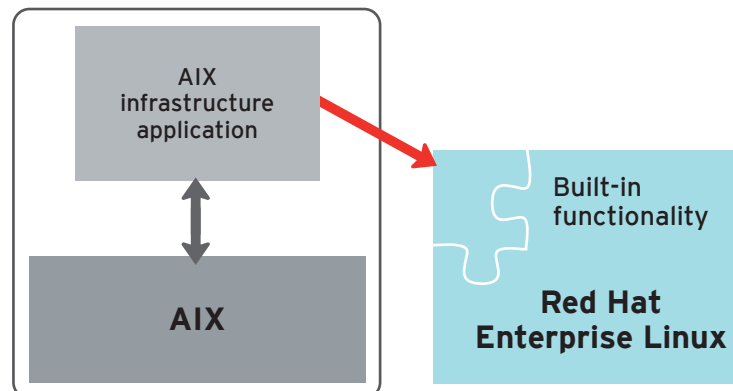 AIX
infrastructure
application
AIX
Built-in
functionality
Red Hat
Enterprise Linux